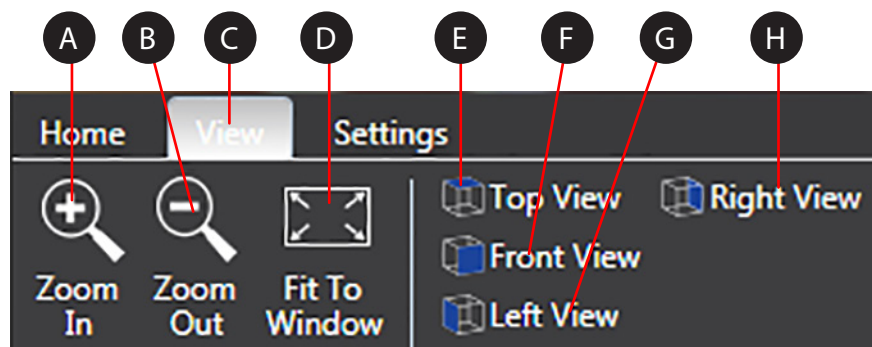 A B C D E F G H
Home View Settings
Top View Right View
Front View
Left View
Zoom In
Zoom Out
Fit To Window